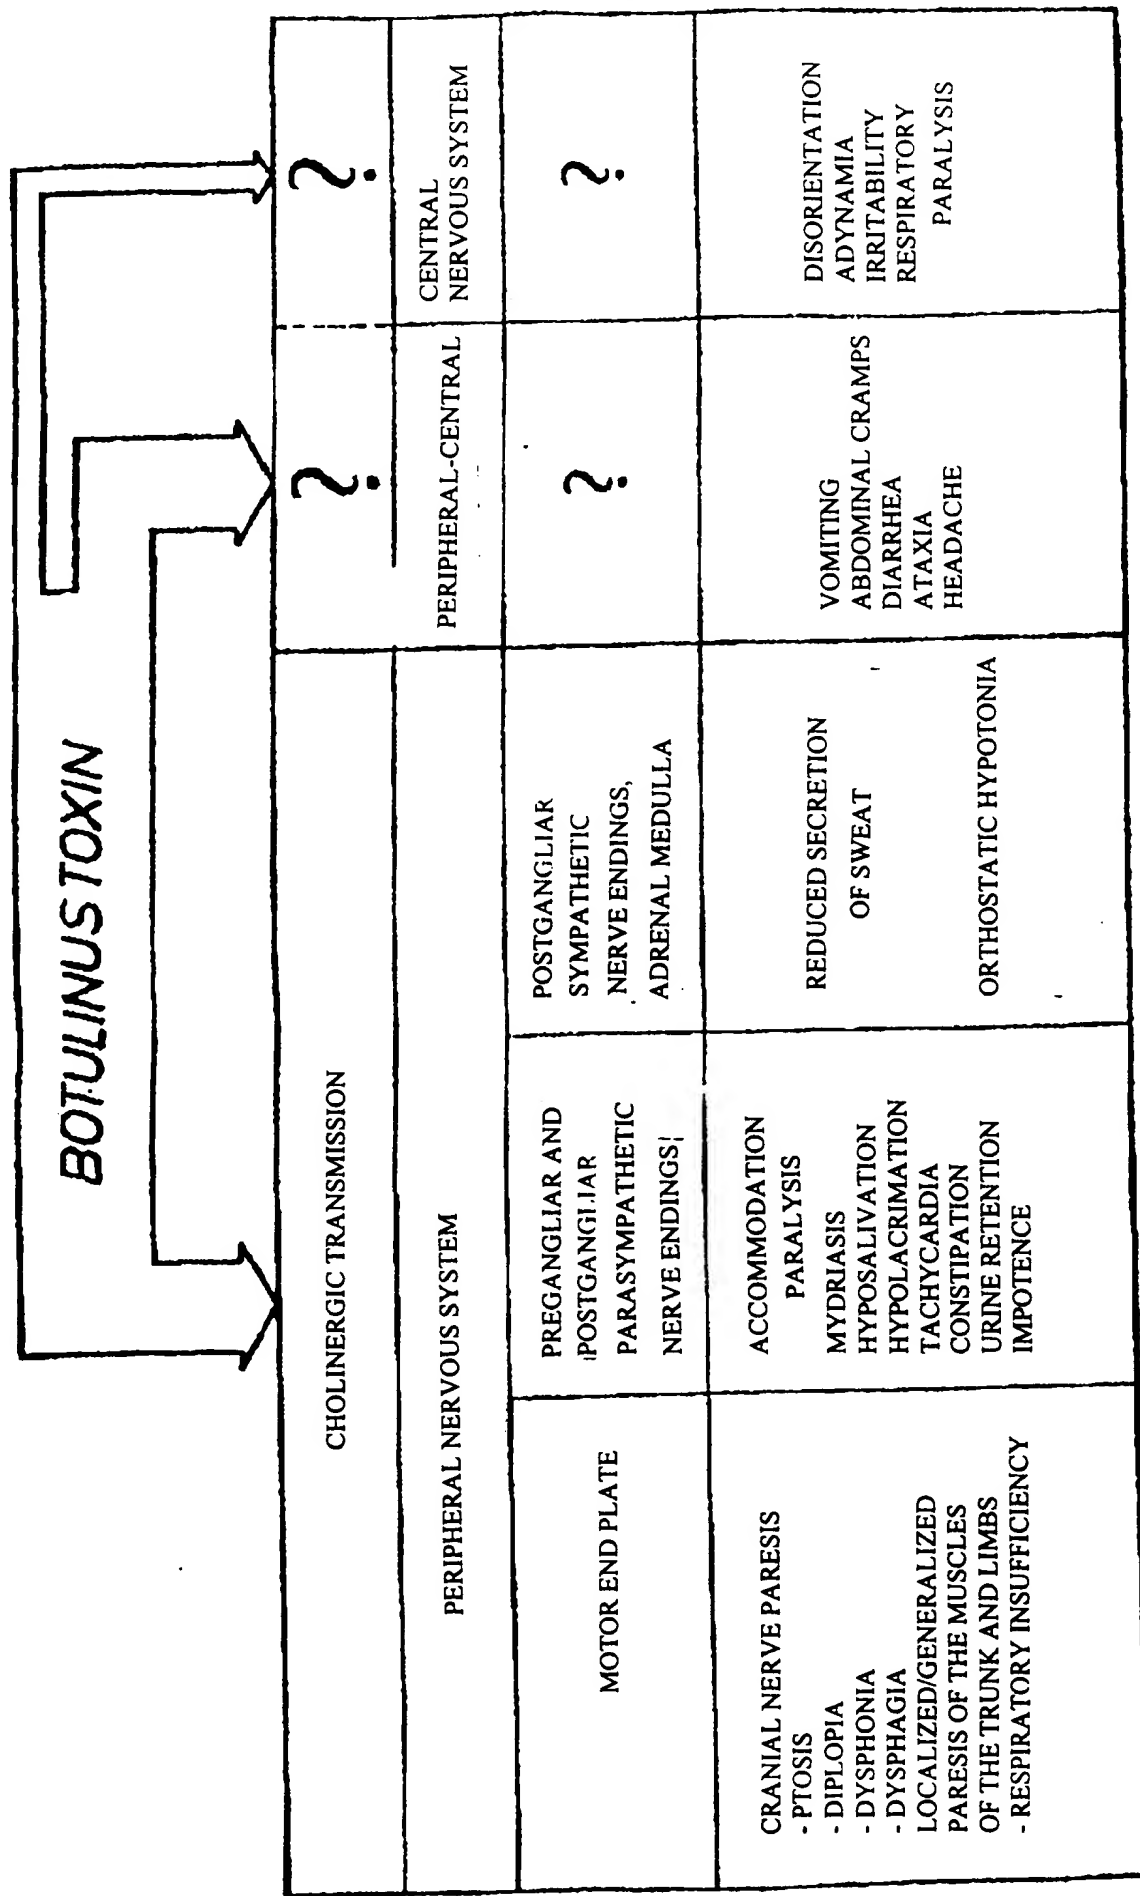 BOTULINUS TOXIN
CHOLINERGIC TRANSMISSION
?
?
PERIPHERAL NERVOUS SYSTEM
PERIPHERAL-CENTRAL
CENTRAL
NERVOUS SYSTEM
MOTOR END PLATE
PREGANGLIAR AND
POSTGANGLIAR
PARASYMPATHETIC
NERVE ENDINGS
POSTGANGLIAR
SYMPATHETIC
NERVE ENDINGS,
ADRENAL MEDULLA
?
?
CRANIAL NERVE PARESIS
- PTOSIS
- DIPLOPIA
- DYSPHONIA
- DYSPHAGIA
LOCALIZED/GENERALIZED
PARESIS OF THE MUSCLES
OF THE TRUNK AND LIMBS
- RESPIRATORY INSUFFICIENCY
ACCOMMODATION
PARALYSIS
MYDRIASIS
HYPOSALIVATION
HYPOLACRIMATION
TACHYCARDIA
CONSTIPATION
URINE RETENTION
IMPOTENCE
REDUCED SECRETION
OF SWEAT
ORTHOSTATIC HYPOTONIA
VOMITING
ABDOMINAL CRAMPS
DIARRHEA
ATAXIA
HEADACHE
DISORIENTATION
ADYNAMIA
IRRITABILITY
RESPIRATORY
PARALYSIS